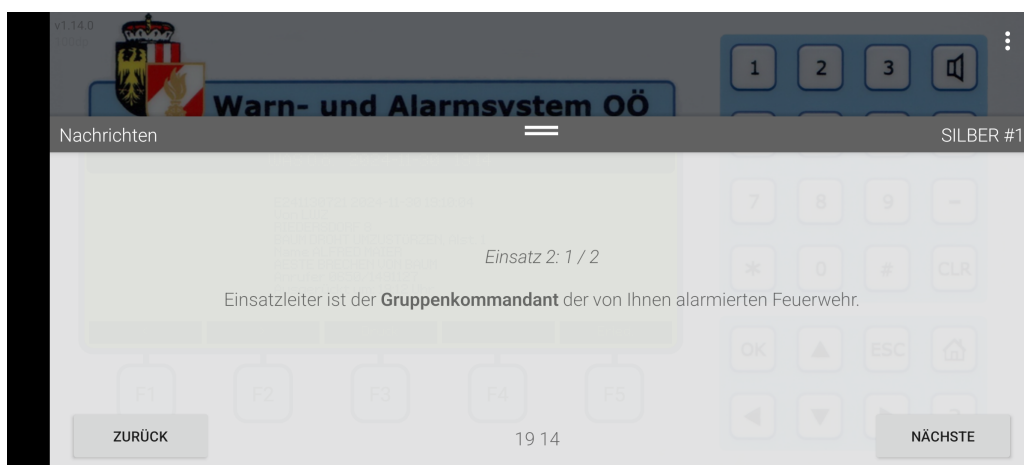 v1.14.0
1 2 3
Warn- und Alarmsystem OÖ
Nachrichten
SILBER #1
7 8 9 -
Einsatz 2: 1 / 2
* 0 # CLR
Einsatzleiter ist der Gruppenkommandant der von Ihnen alarmierten Feuerwehr.
OK ESC
F1 F2 F3 F4 F5
ZURÜCK
19 14
NÄCHSTE